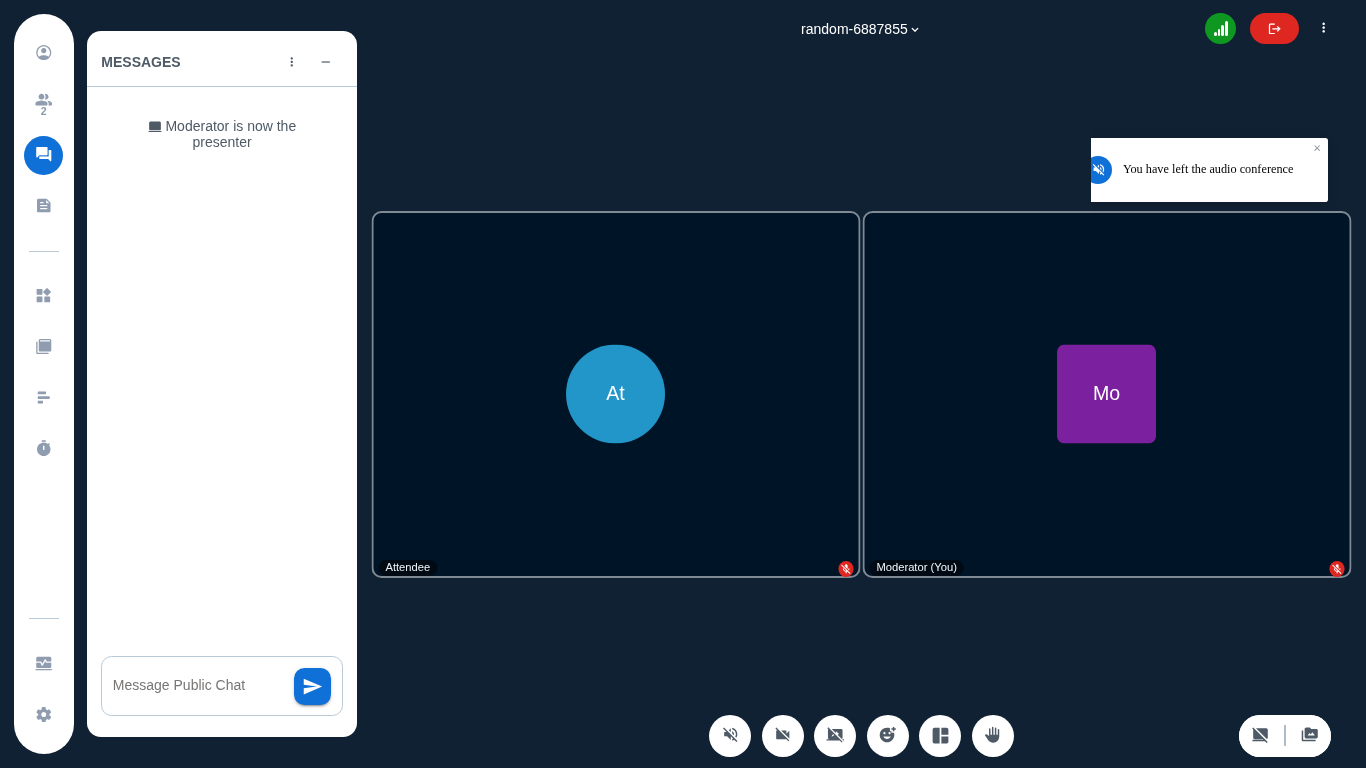 random-6887855
MESSAGES
2
Moderator is now the
presenter
You have left the audio conference
At
Mo
Attendee
Moderator (You)
Message Public Chat